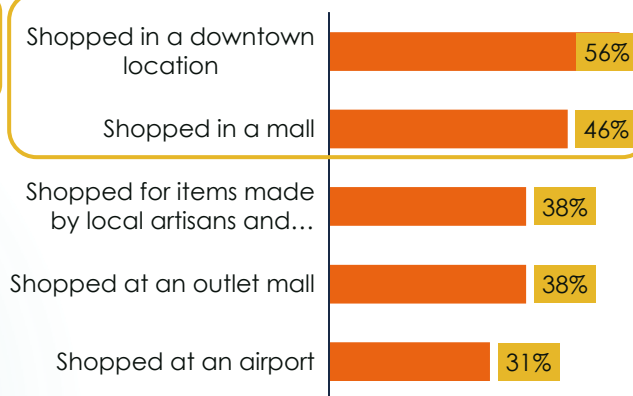 Shopped in a downtown
location
56%
Shopped in a mall
46%
Shopped for items made
by local artisans and…
38%
Shopped at an outlet mall
38%
Shopped at an airport
31%